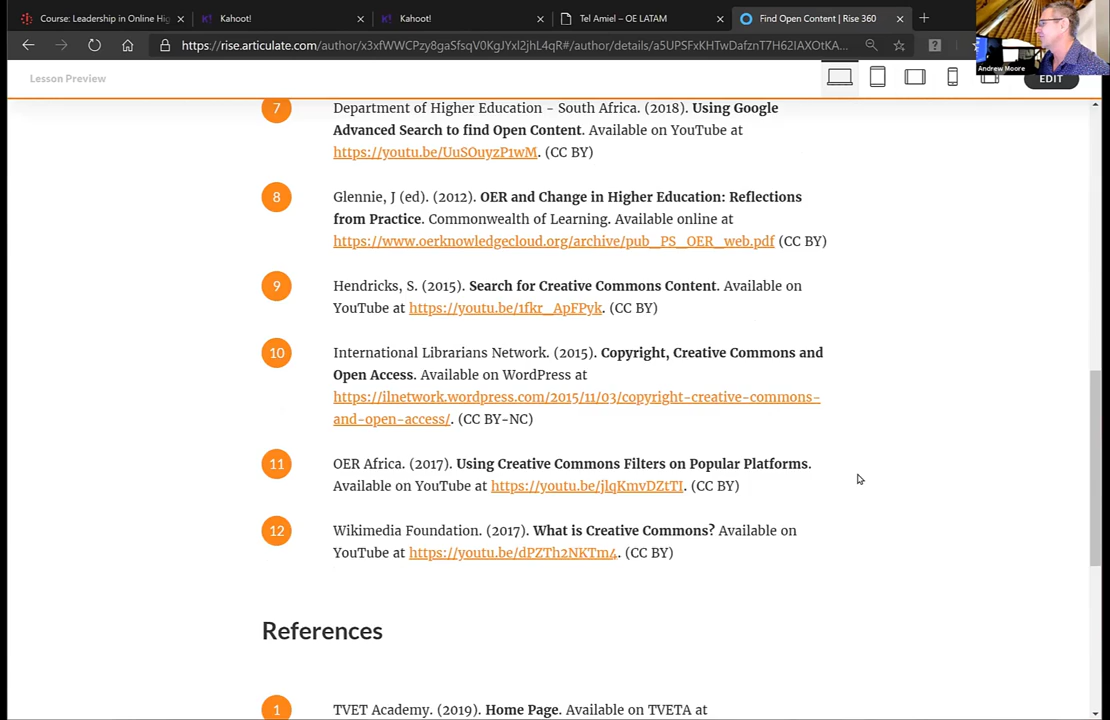 Course: Leadership in Online Hig
Kahoot!
Kahoot!
Tel Amiel – OE LATAM
Find Open Content | Rise 360
https://rise.articulate.com/author/x3xfWWCPzy8gaSfsqV0KgJYxl2jhL4qR#/author/details/a5UPSFxKHTwDafznT7H62IAXOtKA...
Andrew Moore
Lesson Preview
EDIT
7 Department of Higher Education - South Africa. (2018). Using Google
Advanced Search to find Open Content. Available on YouTube at
https://youtu.be/UuSOuyzP1wM. (CC BY)
8 Glennie, J (ed). (2012). OER and Change in Higher Education: Reflections
from Practice. Commonwealth of Learning. Available online at
https://www.oerknowledgecloud.org/archive/pub_PS_OER_web.pdf (CC BY)
9 Hendricks, S. (2015). Search for Creative Commons Content. Available on
YouTube at https://youtu.be/1fkr_ApFPyk. (CC BY)
10 International Librarians Network. (2015). Copyright, Creative Commons and
Open Access. Available on WordPress at
https://ilnetwork.wordpress.com/2015/11/03/copyright-creative-commons-
and-open-access/. (CC BY-NC)
11 OER Africa. (2017). Using Creative Commons Filters on Popular Platforms.
Available on YouTube at https://youtu.be/jlqKmvDZtTI. (CC BY)
12 Wikimedia Foundation. (2017). What is Creative Commons? Available on
YouTube at https://youtu.be/dPZTh2NKTm4. (CC BY)
References
1 TVET Academy. (2019). Home Page. Available on TVETA at